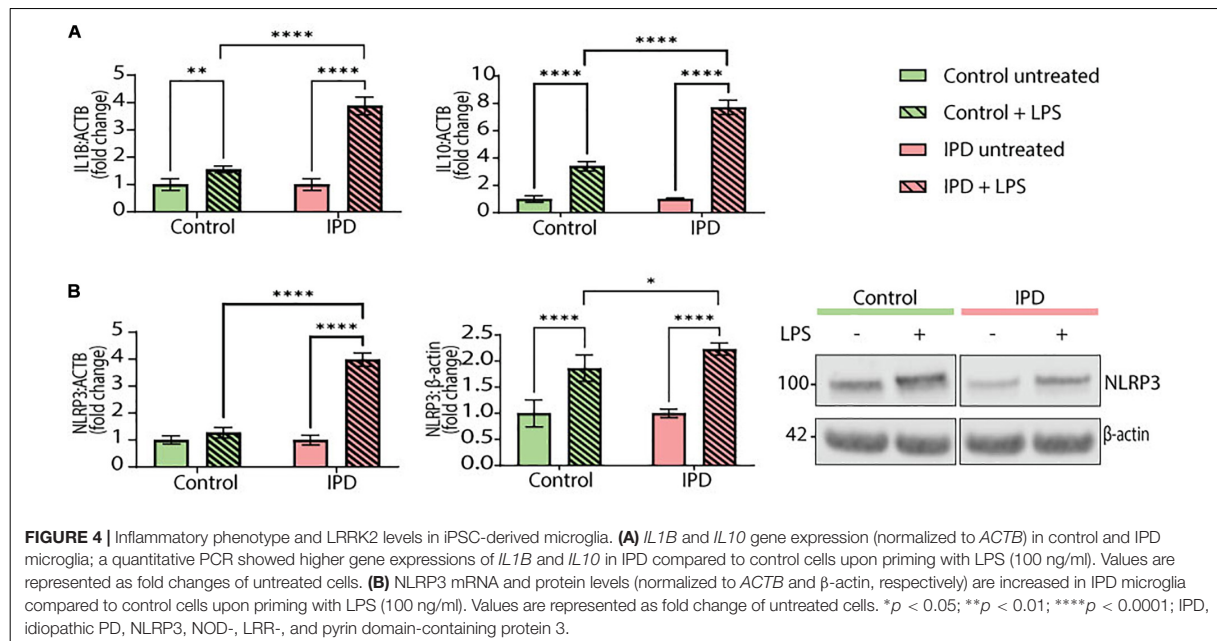 A
IL1B:ACTB
(fold change)
5
4
3
2
1
0
**
****
****
Control
IPD
IL10:ACTB
(fold change)
10
8
6
4
2
0
****
****
****
Control
IPD
Control untreated
Control + LPS
IPD untreated
IPD + LPS
B
NLRP3:ACTB
(fold change)
5
4
3
2
1
0
****
****
Control
IPD
NLRP3:β-actin
(fold change)
2.5
2.0
1.5
1.0
0.5
0.0
****
*
****
Control
IPD
Control IPD
LPS - + - +
100 NLRP3
42 β-actin
FIGURE 4 | Inflammatory phenotype and LRRK2 levels in iPSC-derived microglia. (A) IL1B and IL10 gene expression (normalized to ACTB) in control and IPD
microglia; a quantitative PCR showed higher gene expressions of IL1B and IL10 in IPD compared to control cells upon priming with LPS (100 ng/ml). Values are
represented as fold changes of untreated cells. (B) NLRP3 mRNA and protein levels (normalized to ACTB and β-actin, respectively) are increased in IPD microglia
compared to control cells upon priming with LPS (100 ng/ml). Values are represented as fold change of untreated cells. *p < 0.05; **p < 0.01; ****p < 0.0001; IPD,
idiopathic PD, NLRP3, NOD-, LRR-, and pyrin domain-containing protein 3.